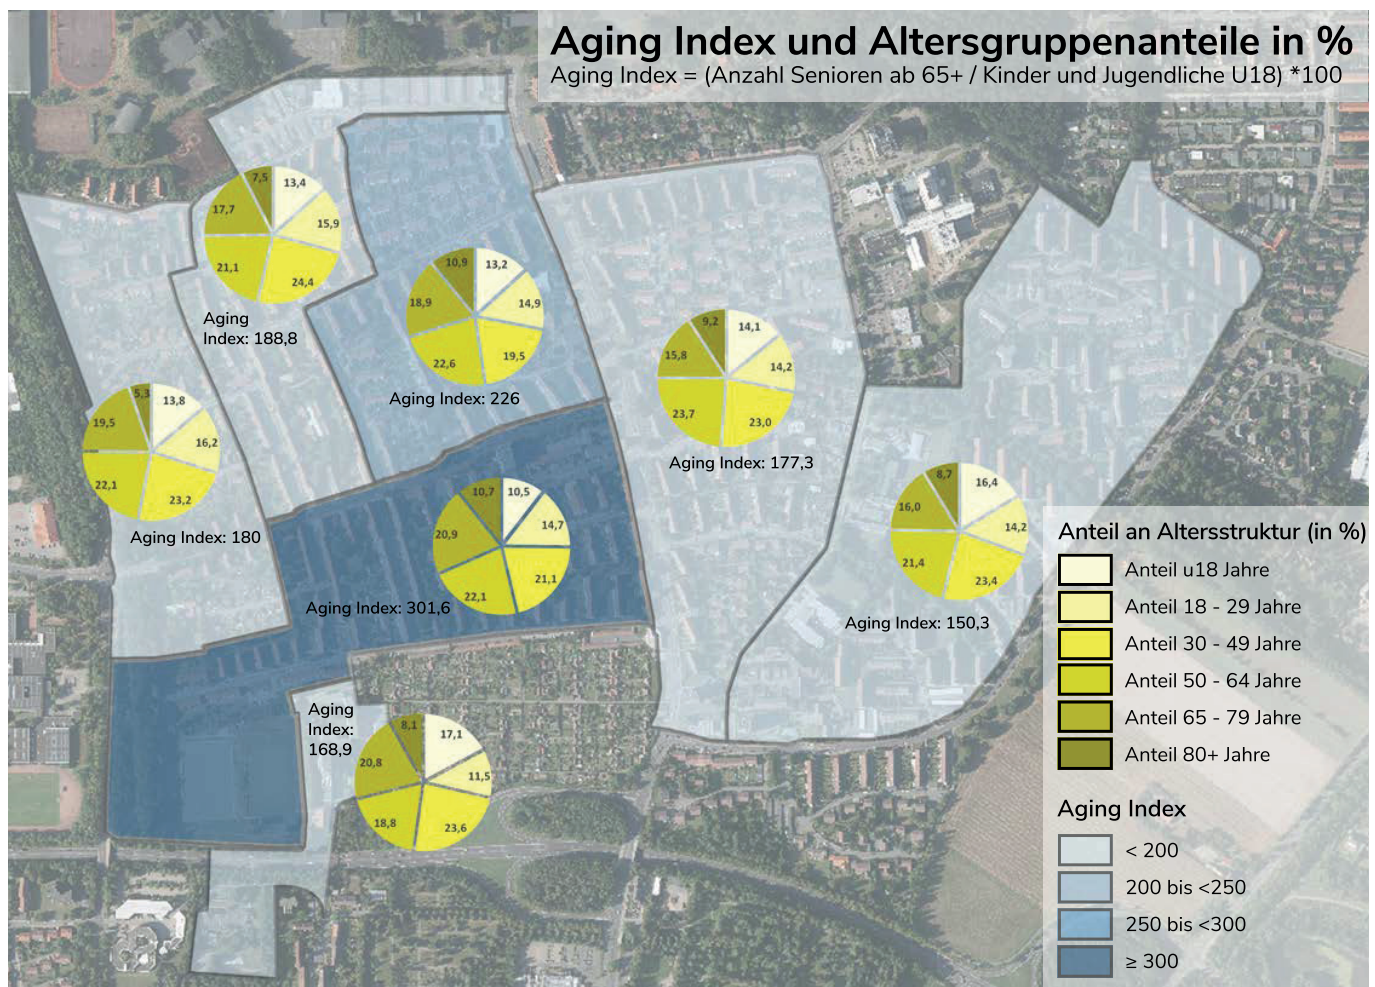 Aging Index und Altersgruppenanteile in %
Aging Index = (Anzahl Senioren ab 65+ / Kinder und Jugendliche U18) *100
7,5
13,4
17,7
15,9
21,1
24,4
Aging
Index: 188,8
10,9
13,2
18,9
14,9
22,6
19,5
Aging Index: 226
9,2
14,1
15,8
14,2
23,7
23,0
Aging Index: 177,3
5,3
13,8
19,5
16,2
22,1
23,2
Aging Index: 180
10,7
10,5
20,9
14,7
22,1
21,1
Aging Index: 301,6
8,7
16,4
16,0
14,2
21,4
23,4
Aging Index: 150,3
Aging
Index:
168,9
8,1
17,1
20,8
11,5
18,8
23,6
Anteil an Altersstruktur (in %)
Anteil u18 Jahre
Anteil 18 - 29 Jahre
Anteil 30 - 49 Jahre
Anteil 50 - 64 Jahre
Anteil 65 - 79 Jahre
Anteil 80+ Jahre
Aging Index
< 200
200 bis <250
250 bis <300
≥ 300